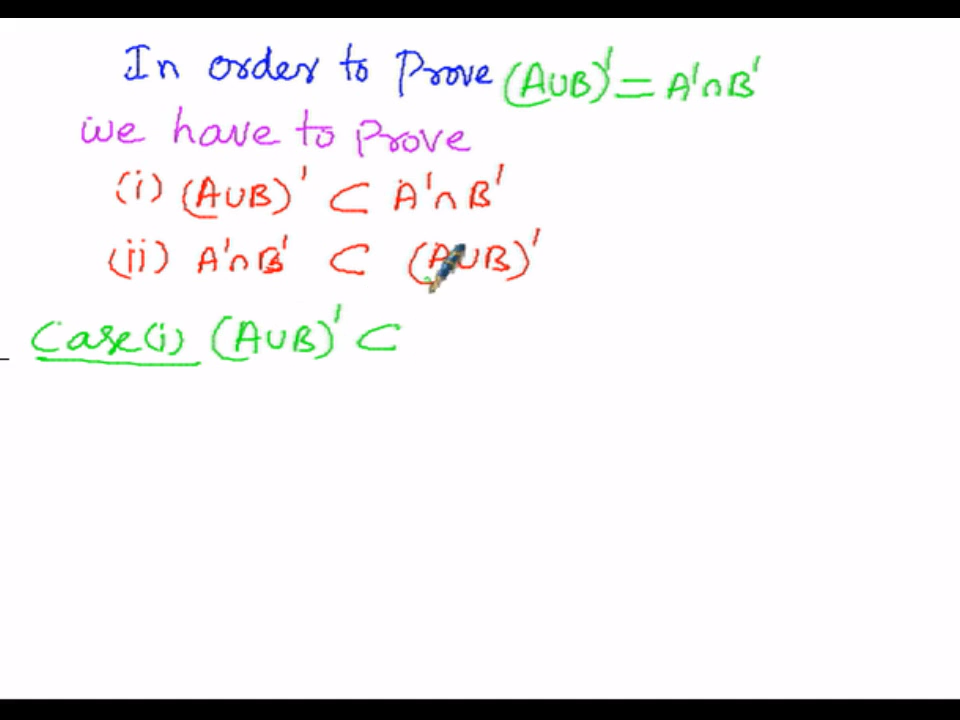 In order to Prove (A∪B)' = A'∩B'
we have to Prove
(i) (A∪B)' ⊂ A'∩B'
(ii) A'∩B' ⊂ (A∪B)'
Case(i) (A∪B)' ⊂